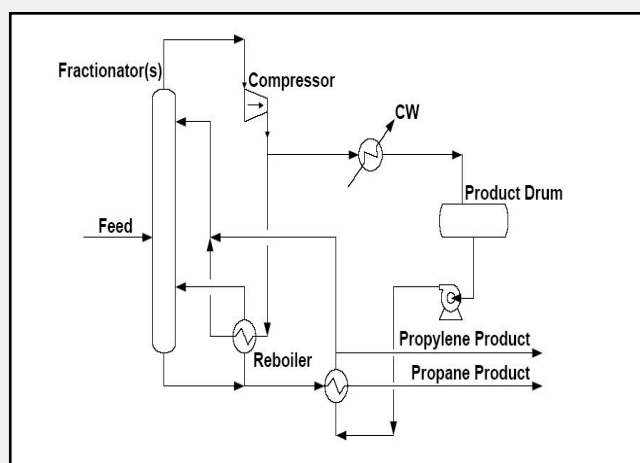 Fractionator(s)
Compressor
CW
Product Drum
Feed
Propylene Product
Reboiler
Propane Product